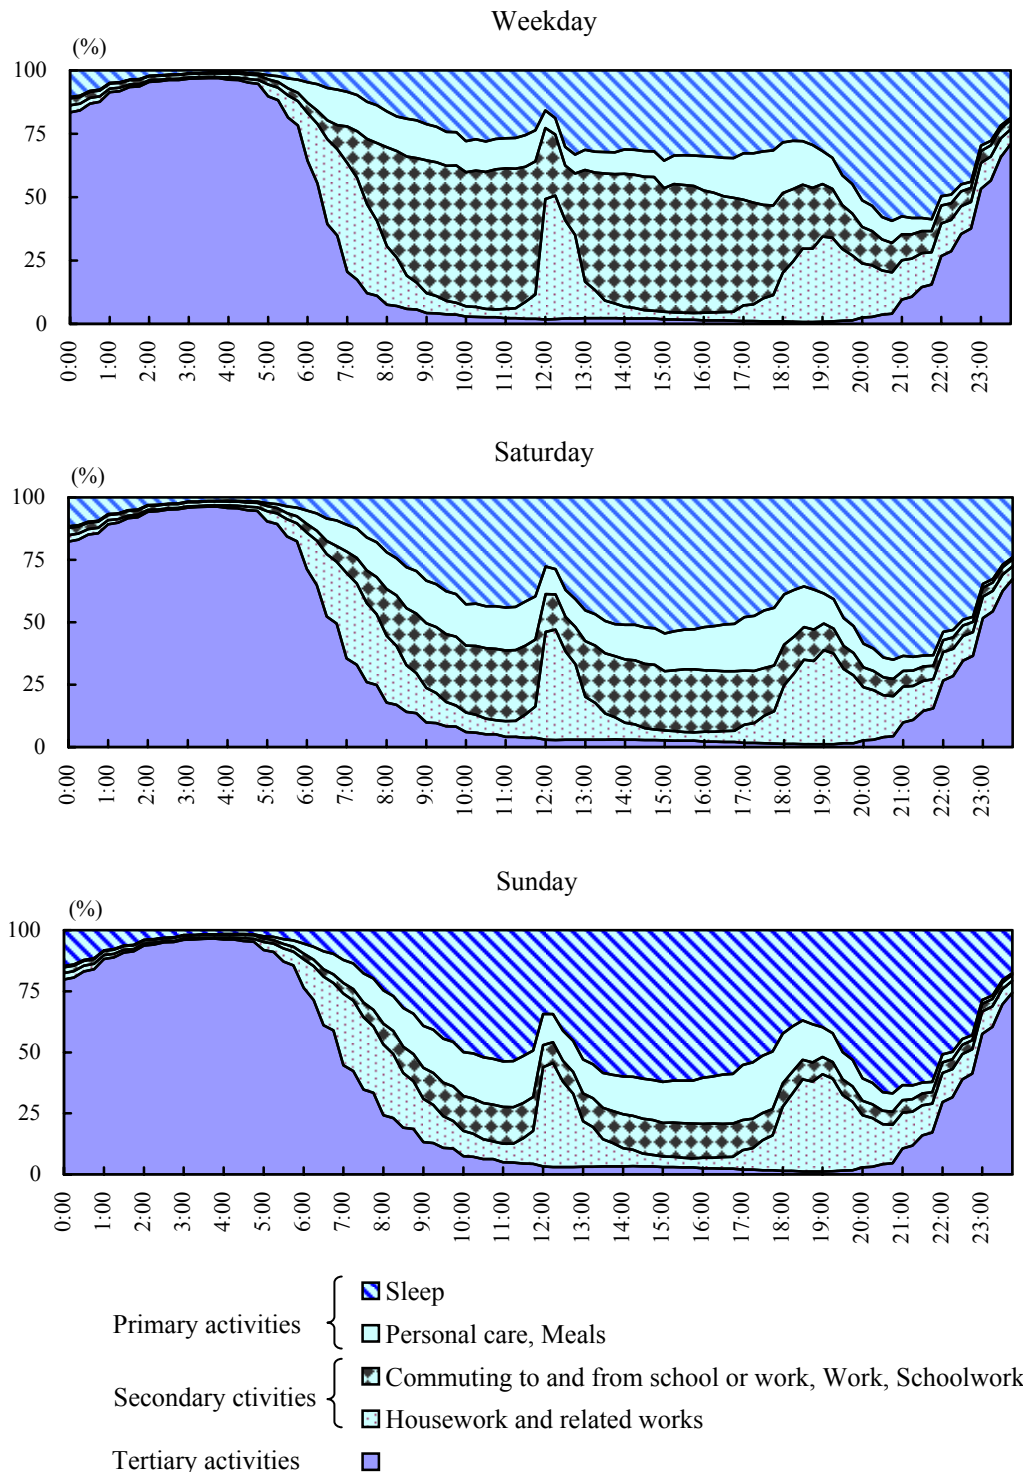 Weekday
(%)
100
75
50
25
0
0:00 1:00 2:00 3:00 4:00 5:00 6:00 7:00 8:00 9:00 10:00 11:00 12:00 13:00 14:00 15:00 16:00 17:00 18:00 19:00 20:00 21:00 22:00 23:00
Saturday
(%)
100
75
50
25
0
0:00 1:00 2:00 3:00 4:00 5:00 6:00 7:00 8:00 9:00 10:00 11:00 12:00 13:00 14:00 15:00 16:00 17:00 18:00 19:00 20:00 21:00 22:00 23:00
Sunday
(%)
100
75
50
25
0
0:00 1:00 2:00 3:00 4:00 5:00 6:00 7:00 8:00 9:00 10:00 11:00 12:00 13:00 14:00 15:00 16:00 17:00 18:00 19:00 20:00 21:00 22:00 23:00
Sleep
Primary activities
Personal care, Meals
Commuting to and from school or work, Work, Schoolwork
Secondary ctivities
Housework and related works
Tertiary activities